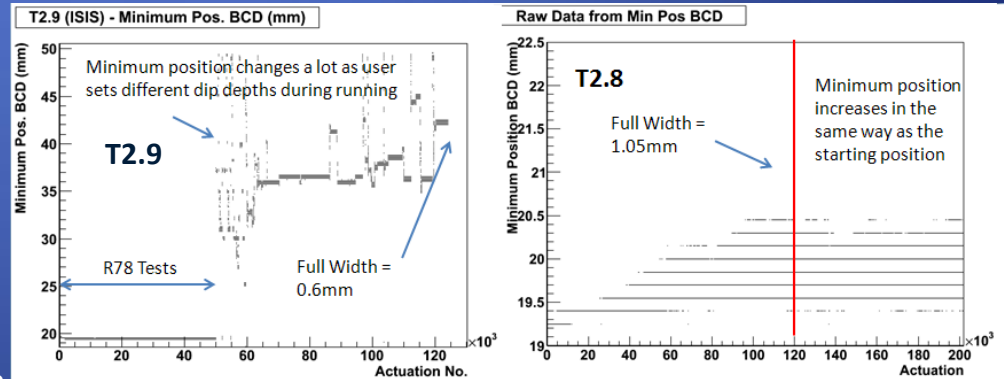 T2.9 (ISIS) - Minimum Pos. BCD (mm)
Minimum Pos. BCD (mm)
50
45
40
35
30
25
20
Minimum position changes a lot as user
sets different dip depths during running
T2.9
R78 Tests
Full Width =
0.6mm
0 20 40 60 80 100 120
×10³
Actuation No.
Raw Data from Min Pos BCD
Minimum Position BCD (mm)
22.5
22
21.5
21
20.5
20
19.5
19
T2.8
Full Width =
1.05mm
Minimum position
increases in the
same way as the
starting position
0 20 40 60 80 100 120 140 160 180 200
×10³
Actuation